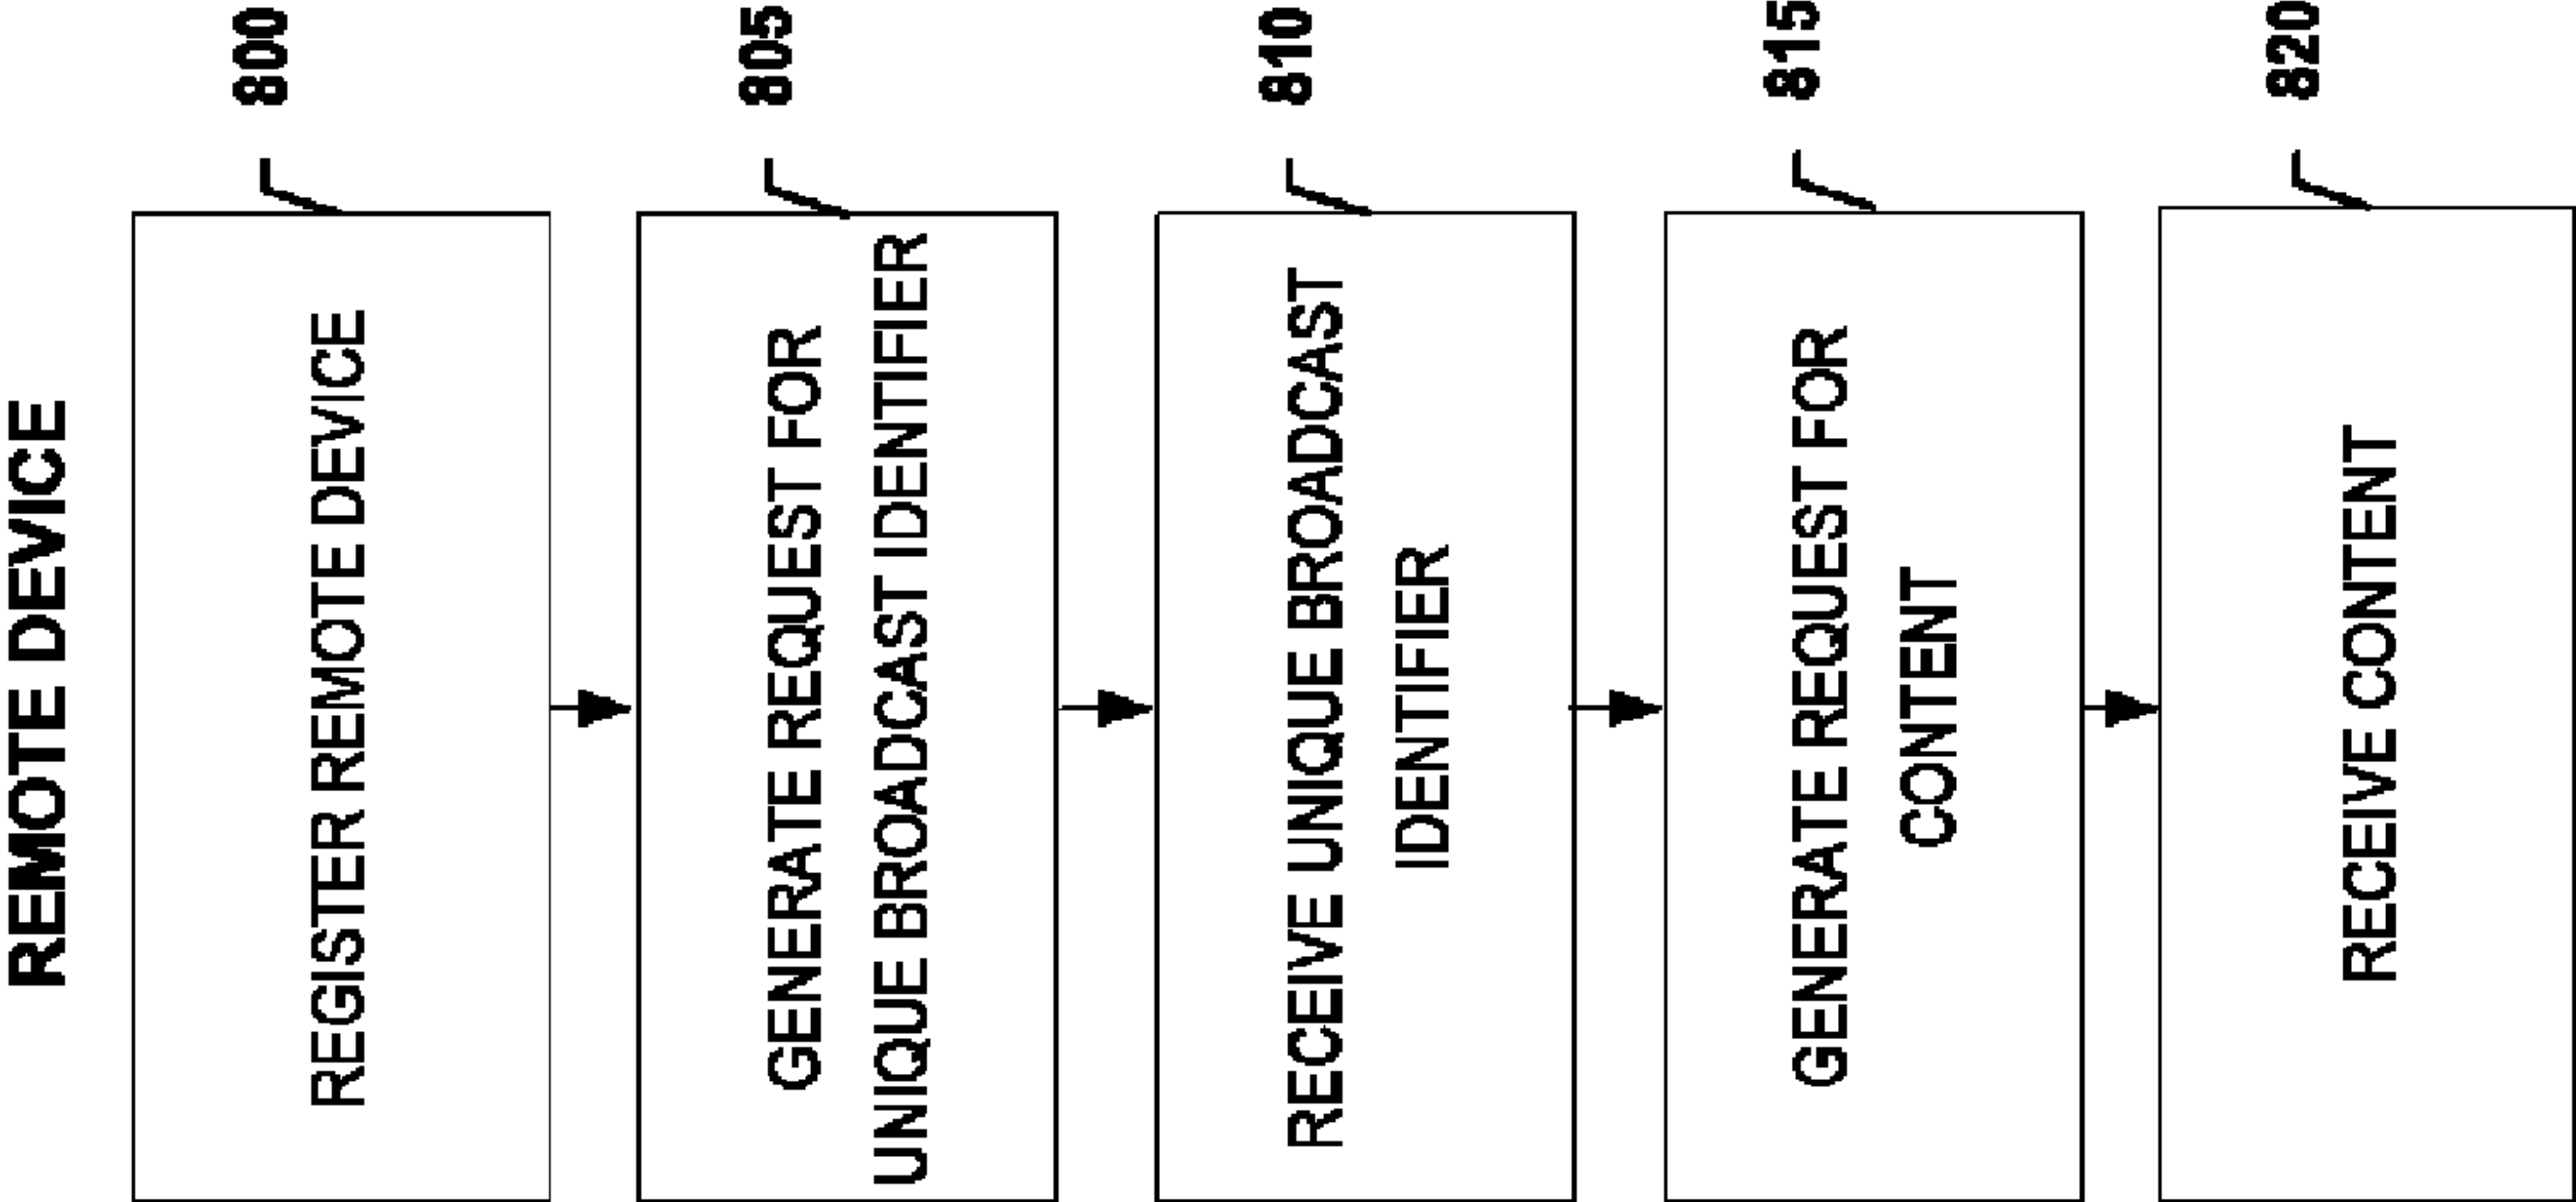 REMOTE DEVICE
REGISTER REMOTE DEVICE
800
GENERATE REQUEST FOR
UNIQUE BROADCAST IDENTIFIER
805
RECEIVE UNIQUE BROADCAST
IDENTIFIER
810
GENERATE REQUEST FOR
CONTENT
815
RECEIVE CONTENT
820